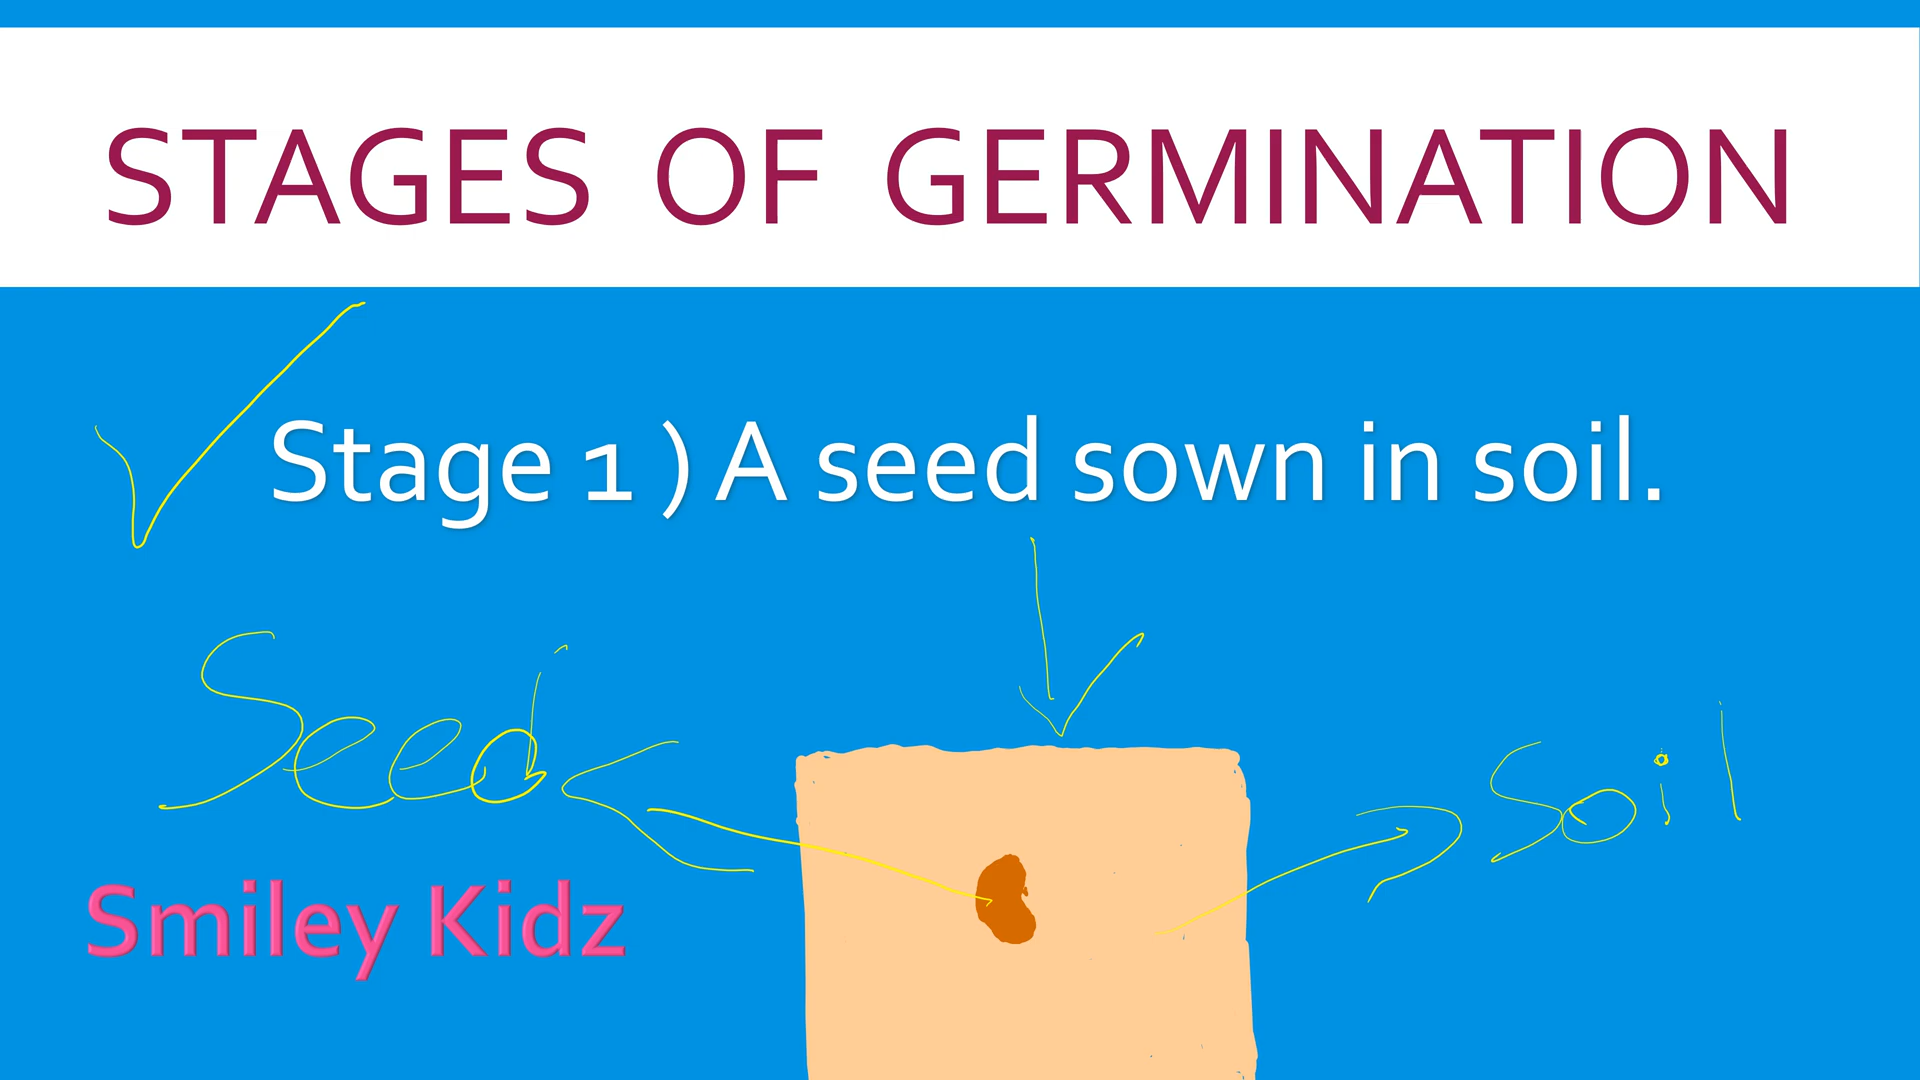 STAGES OF GERMINATION
Stage 1 ) A seed sown in soil.
Seed
Soil
Smiley Kidz